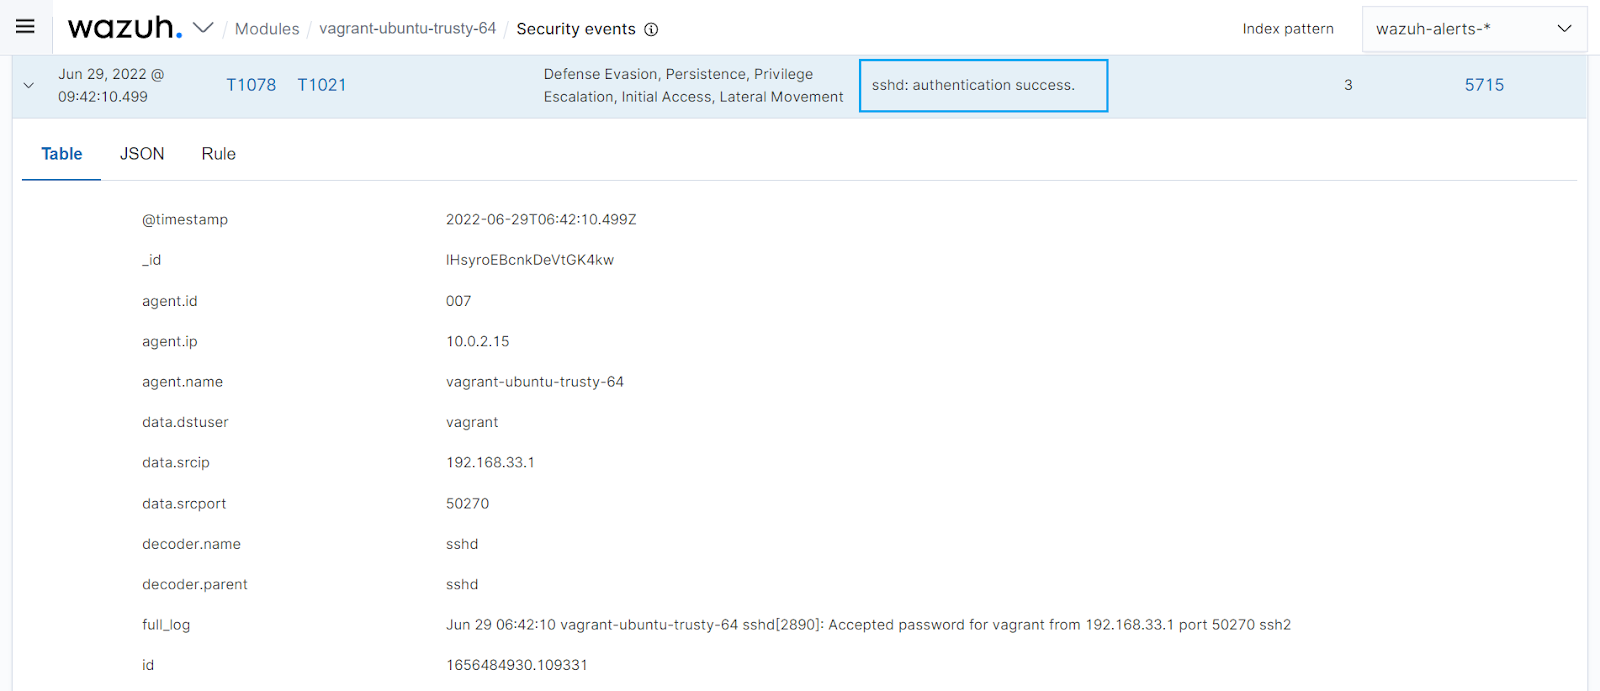 wazuh. / Modules / vagrant-ubuntu-trusty-64 / Security events Index pattern wazuh-alerts-*
Jun 29, 2022 @ 09:42:10.499
T1078 T1021
Defense Evasion, Persistence, Privilege
Escalation, Initial Access, Lateral Movement
sshd: authentication success.
3
5715
Table JSON Rule
@timestamp 2022-06-29T06:42:10.499Z
_id lHsyroEBcnkDeVtGK4kw
agent.id 007
agent.ip 10.0.2.15
agent.name vagrant-ubuntu-trusty-64
data.dstuser vagrant
data.srcip 192.168.33.1
data.srcport 50270
decoder.name sshd
decoder.parent sshd
full_log Jun 29 06:42:10 vagrant-ubuntu-trusty-64 sshd[2890]: Accepted password for vagrant from 192.168.33.1 port 50270 ssh2
id 1656484930.109331